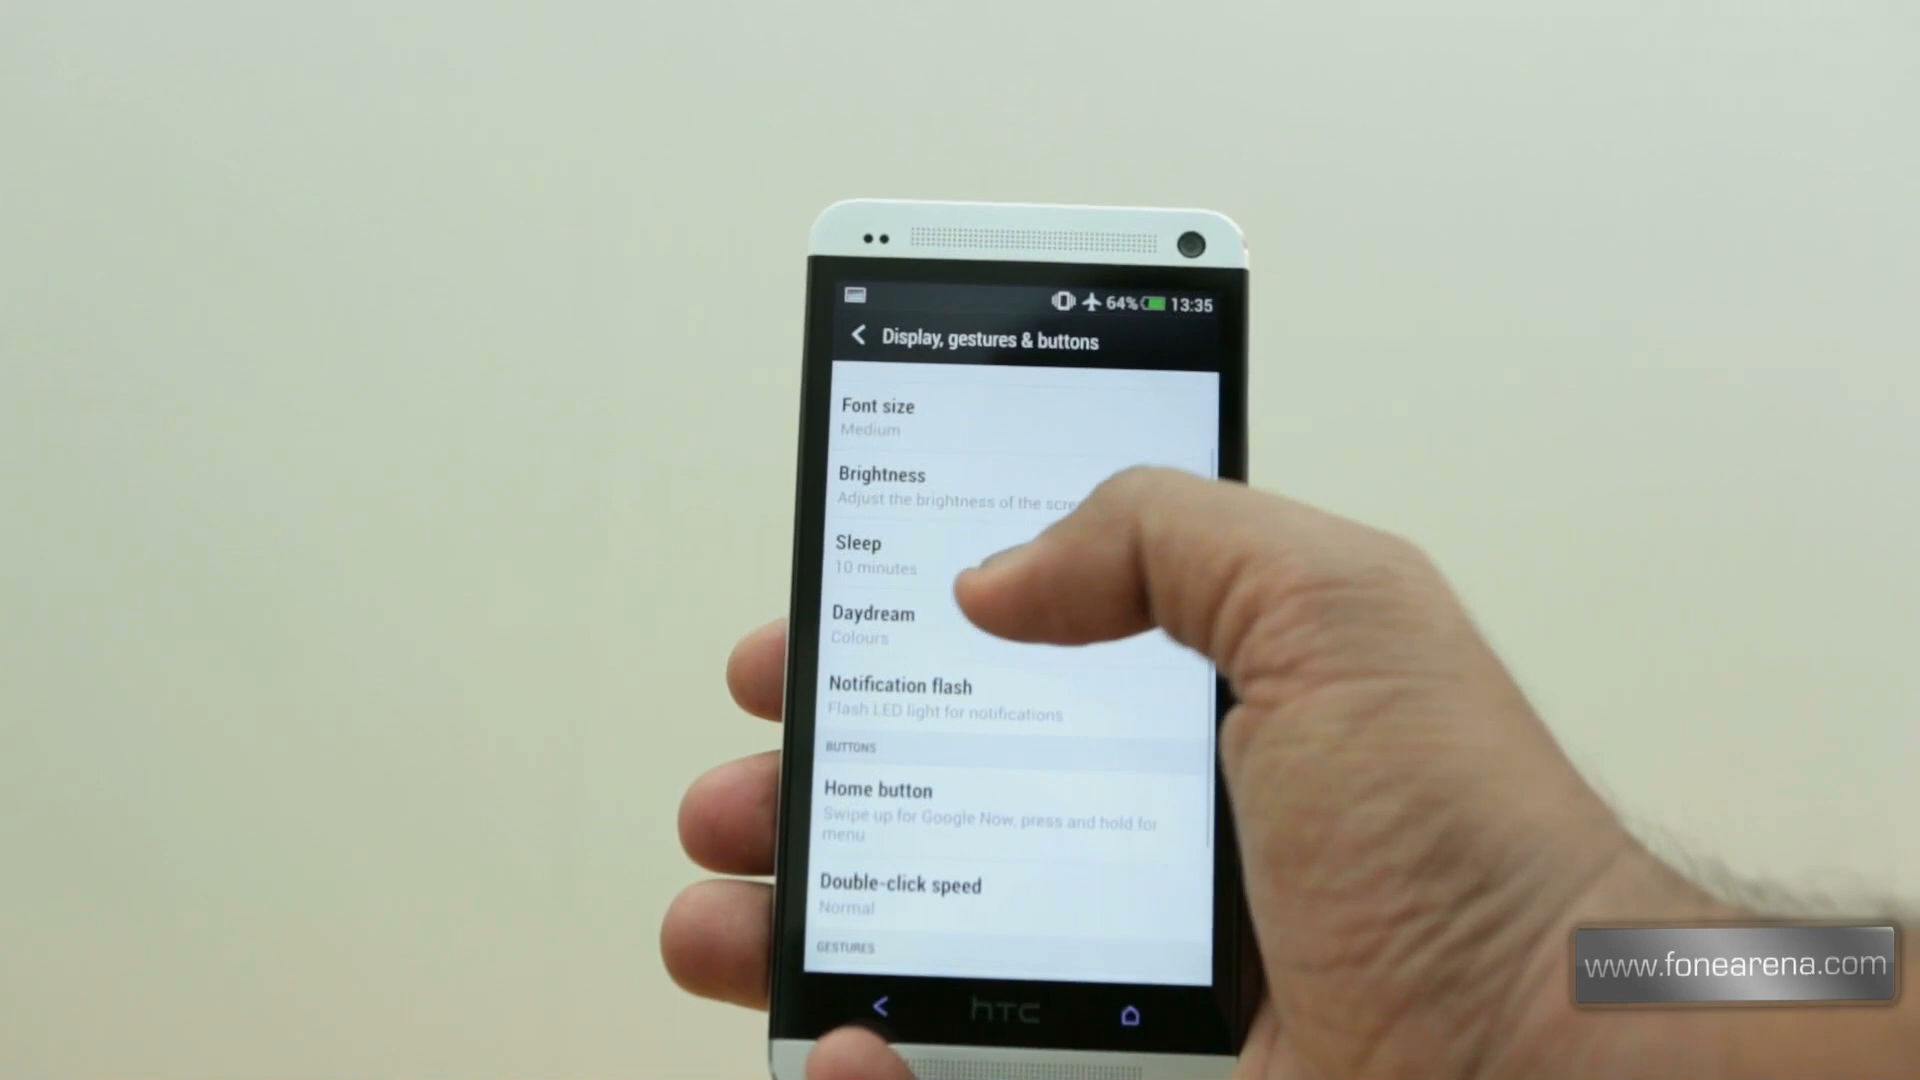 64% 13:35
Display, gestures & buttons
Font size
Medium
Brightness
Adjust the brightness of the
Sleep
10 minutes
Daydream
Colours
Notification flash
Flash LED light for notifications
BUTTONS
Home button
Swipe up for Google Now, press and hold for
menu
Double-click speed
Normal
GESTURES
hTC
www.fonearena.com